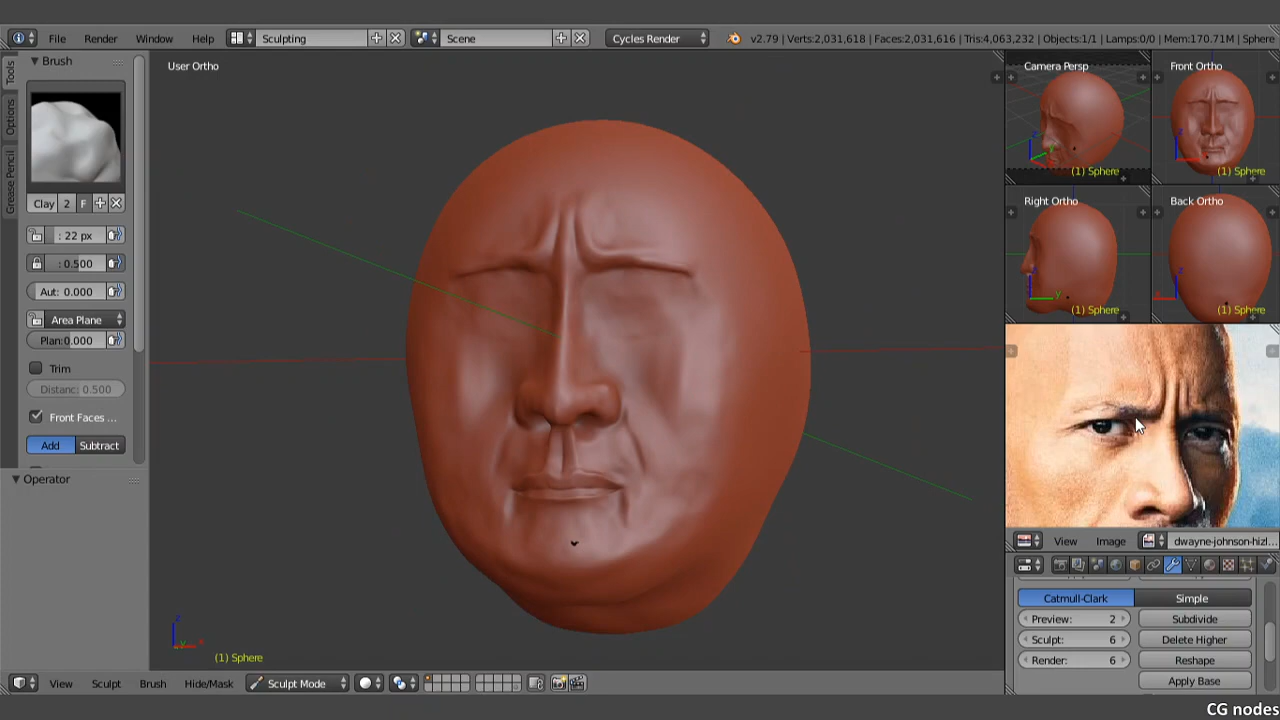 File Render Window Help Sculpting Scene Cycles Render v2.79 | Verts:2,031,618 | Faces:2,031,616 | Tris:4,063,232 | Objects:1/1 | Lamps:0/0 | Mem:170.71M | Sphere
Tools
Options
Grease Pencil
Brush
Clay 2 F
: 22 px
: 0.500
Aut: 0.000
Area Plane
Plan:0.000
Trim
Distanc: 0.500
Front Faces ...
Add Subtract
Operator
User Ortho
(1) Sphere
Camera Persp
(1) Sphere
Front Ortho
(1) Sphere
Right Ortho
(1) Sphere
Back Ortho
(1) Sphere
View Image dwayne-johnson-hizl...
Catmull-Clark Simple
Preview: 2 Subdivide
Sculpt: 6 Delete Higher
Render: 6 Reshape
Apply Base
View Sculpt Brush Hide/Mask Sculpt Mode
CG nodes